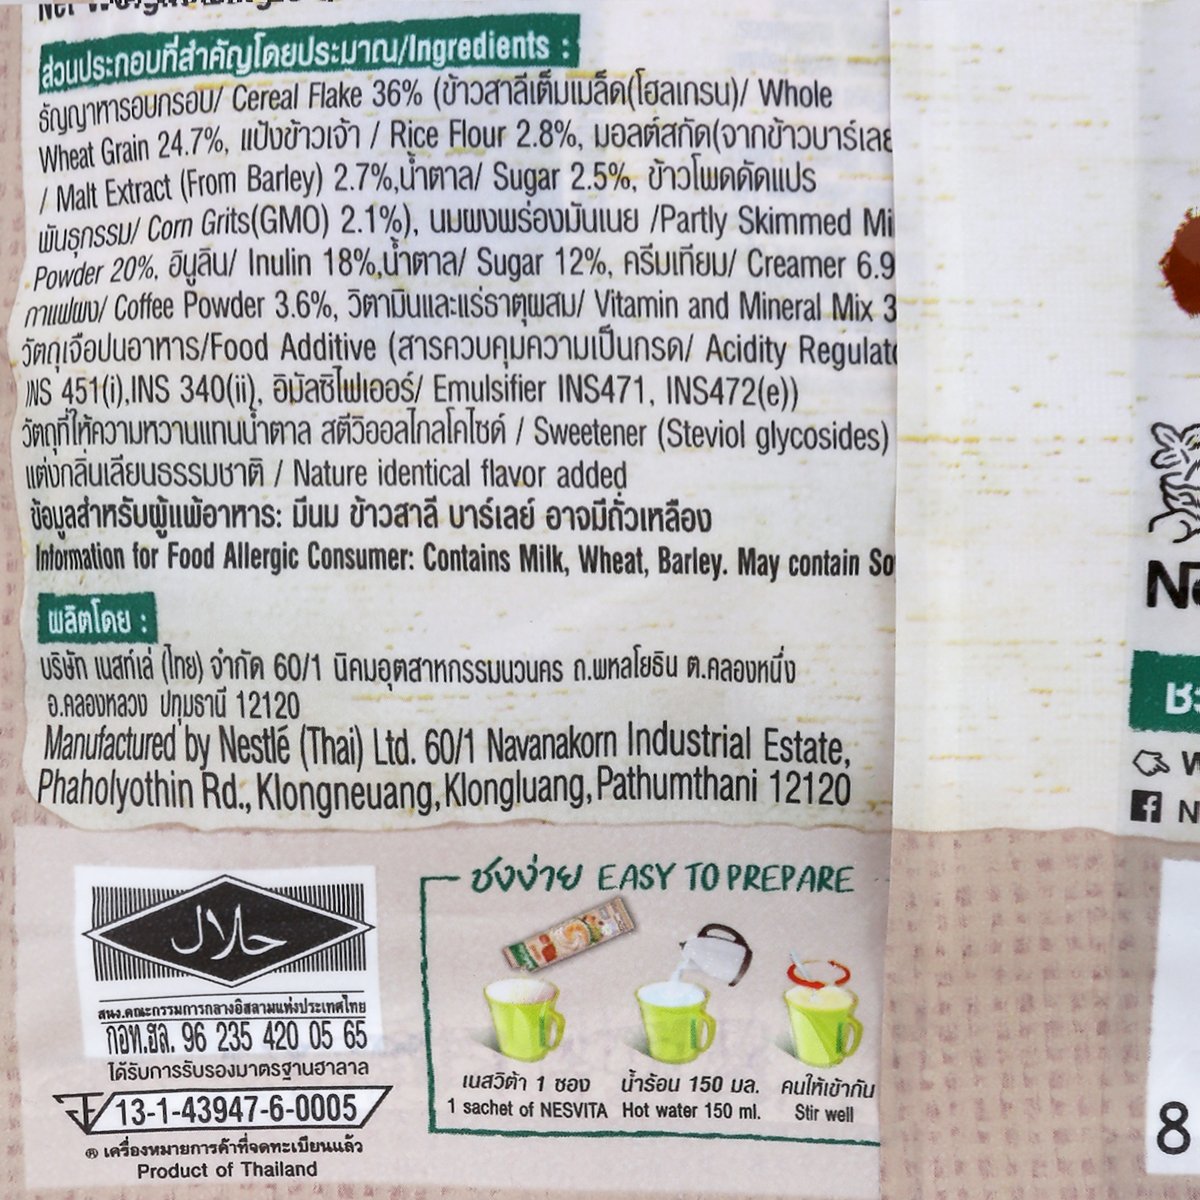 ส่วนประกอบที่สำคัญโดยประมาณ/Ingredients :
ธัญญาหารอบกรอบ/ Cereal Flake 36% (ข้าวสาลีเต็มเมล็ด(โฮลเกรน)/ Whole
Wheat Grain 24.7%, แป้งข้าวเจ้า / Rice Flour 2.8%, มอลต์สกัด(จากข้าวบาร์เลย
/ Malt Extract (From Barley) 2.7%,น้ำตาล/ Sugar 2.5%, ข้าวโพดดัดแปร
พันธุกรรม/ Corn Grits(GMO) 2.1%), นมผงพร่องมันเนย /Partly Skimmed Mi
Powder 20%, อินูลิน/ Inulin 18%,น้ำตาล/ Sugar 12%, ครีมเทียม/ Creamer 6.9
กาแฟผง/ Coffee Powder 3.6%, วิตามินและแร่ธาตุผสม/ Vitamin and Mineral Mix 3
วัตถุเจือปนอาหาร/Food Additive (สารควบคุมความเป็นกรด/ Acidity Regulato
INS 451(i),INS 340(ii), อิมัลซิไฟเออร์/ Emulsifier INS471, INS472(e))
วัตถุที่ให้ความหวานแทนน้ำตาล สตีวิออลไกลโคไซด์ / Sweetener (Steviol glycosides)
แต่งกลิ่นเลียนธรรมชาติ / Nature identical flavor added
ข้อมูลสำหรับผู้แพ้อาหาร: มีนม ข้าวสาลี บาร์เลย์ อาจมีถั่วเหลือง
Information for Food Allergic Consumer: Contains Milk, Wheat, Barley. May contain So
ผลิตโดย :
บริษัท เนสท์เล่ (ไทย) จำกัด 60/1 นิคมอุตสาหกรรมนวนคร ถ.พหลโยธิน ต.คลองหนึ่ง
อ.คลองหลวง ปทุมธานี 12120
Manufactured by Nestlé (Thai) Ltd. 60/1 Navanakorn Industrial Estate,
Phaholyothin Rd., Klongneuang, Klongluang, Pathumthani 12120
ชงง่าย EASY TO PREPARE
حلال
สนง.คณะกรรมการกลางอิสลามแห่งประเทศไทย
กอท.ฮล. 96 235 420 05 65
ได้รับการรับรองมาตรฐานฮาลาล
13-1-43947-6-0005
® เครื่องหมายการค้าที่จดทะเบียนแล้ว
Product of Thailand
เนสวิต้า 1 ซอง น้ำร้อน 150 มล. คนให้เข้ากัน
1 sachet of NESVITA Hot water 150 ml. Stir well
8